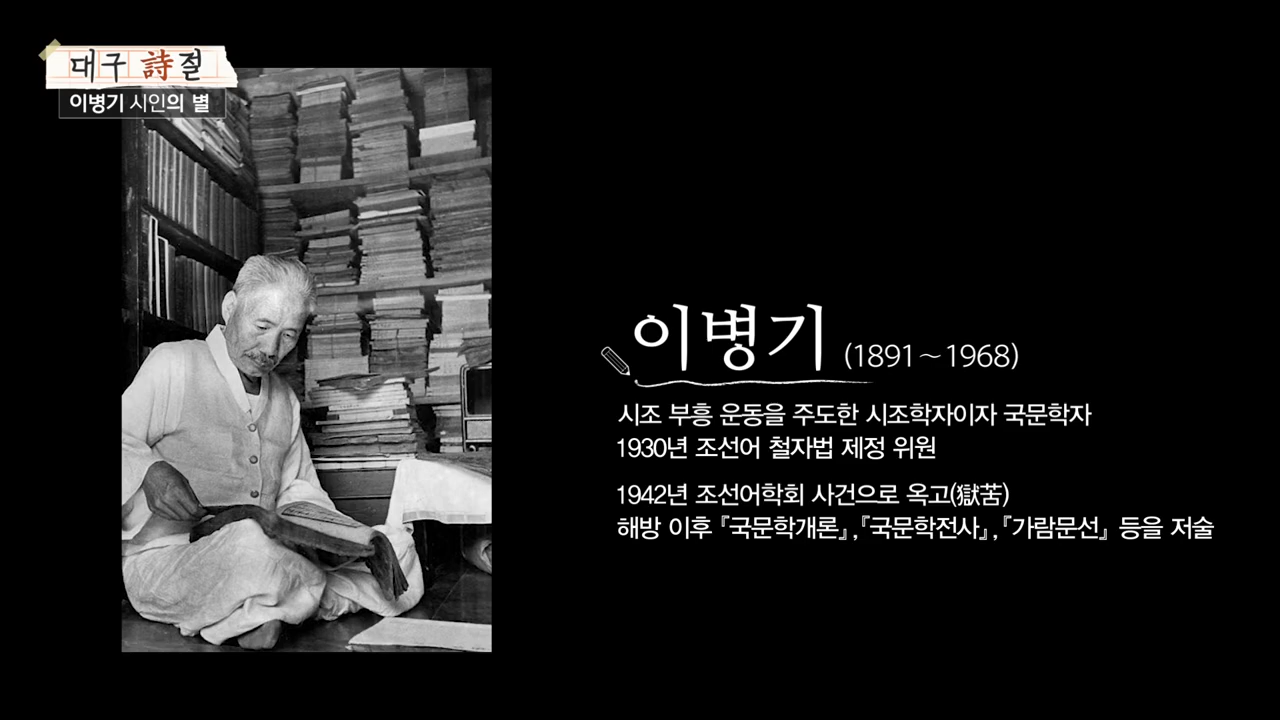 대구 詩절
이병기 시인의 별
이병기 (1891~1968)
시조 부흥 운동을 주도한 시조학자이자 국문학자
1930년 조선어 철자법 제정 위원
1942년 조선어학회 사건으로 옥고(獄苦)
해방 이후 『국문학개론』, 『국문학전사』, 『가람문선』 등을 저술